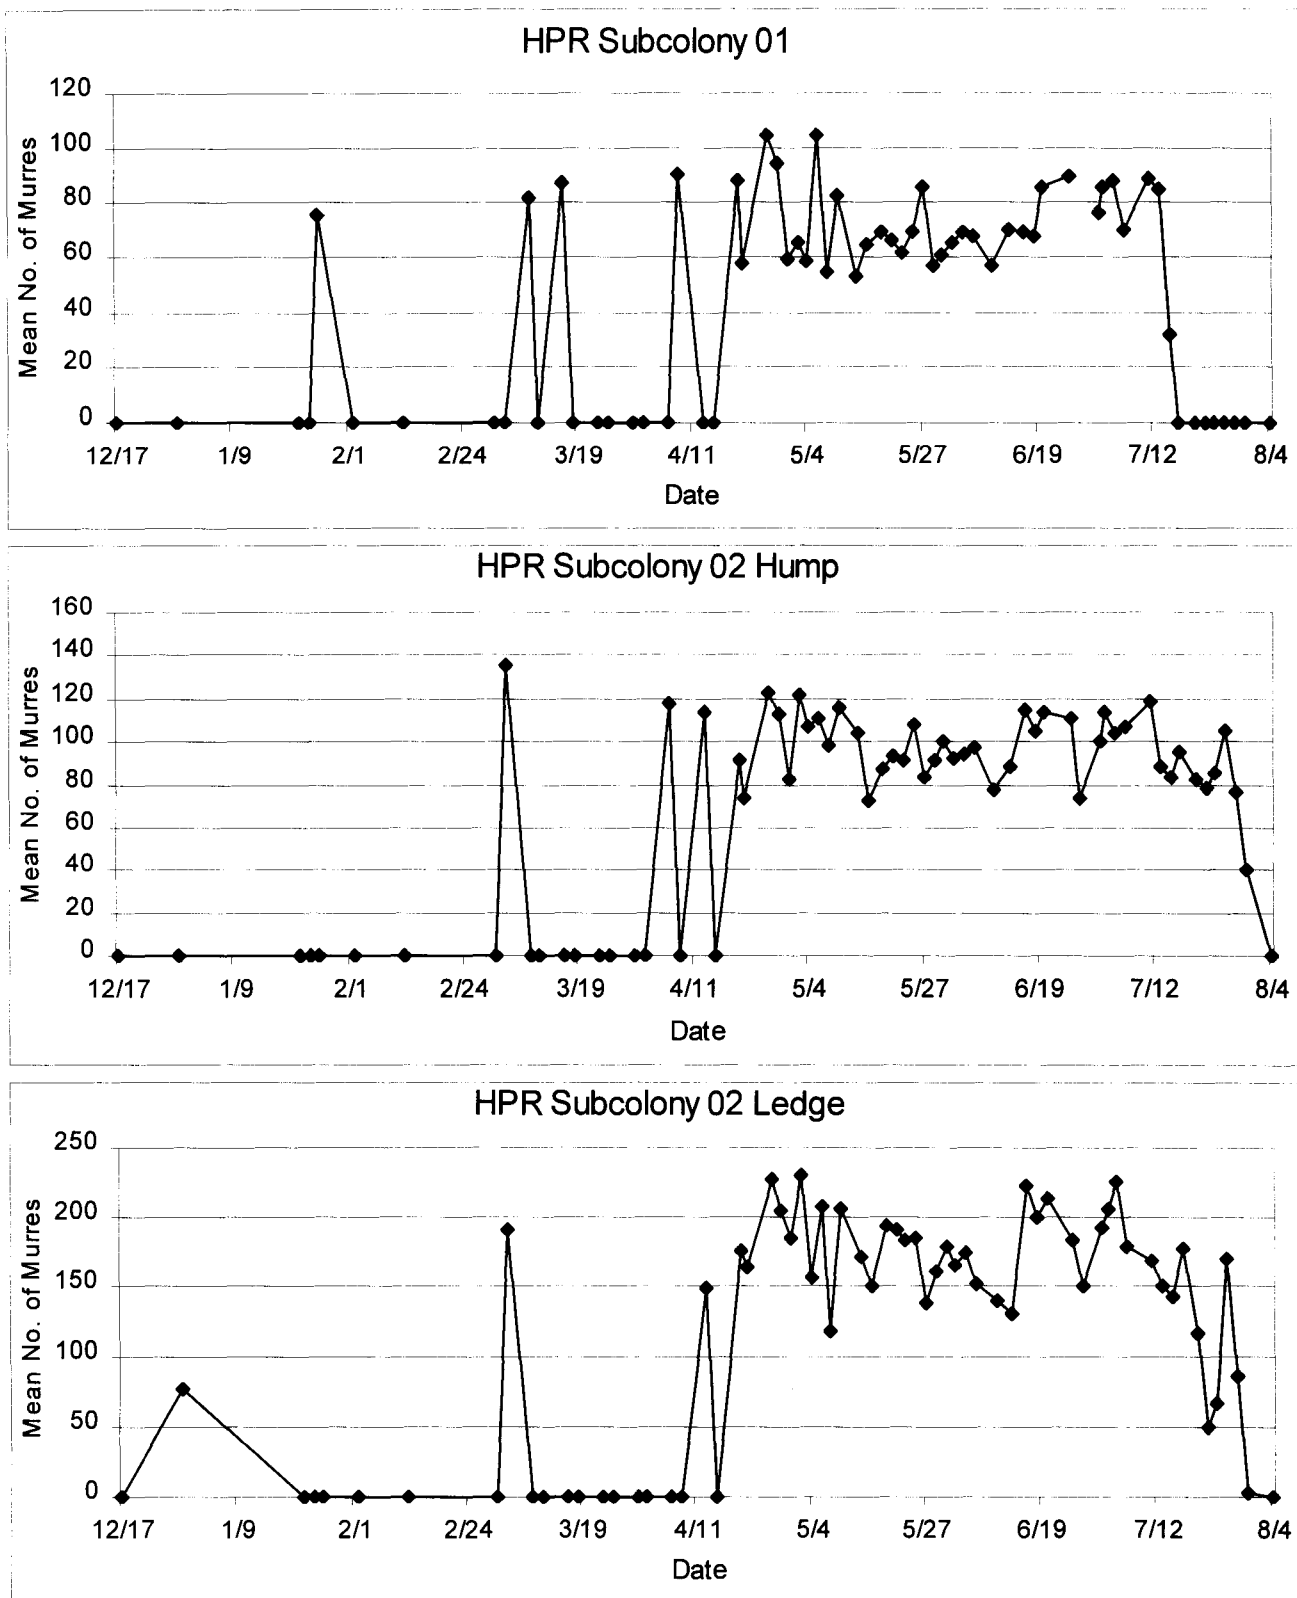 HPR Subcolony 01
Mean No. of Murres
120
100
80
60
40
20
0
12/17 1/9 2/1 2/24 3/19 4/11 5/4 5/27 6/19 7/12 8/4
Date
HPR Subcolony 02 Hump
Mean No. of Murres
160
140
120
100
80
60
40
20
0
12/17 1/9 2/1 2/24 3/19 4/11 5/4 5/27 6/19 7/12 8/4
Date
HPR Subcolony 02 Ledge
Mean No. of Murres
250
200
150
100
50
0
12/17 1/9 2/1 2/24 3/19 4/11 5/4 5/27 6/19 7/12 8/4
Date